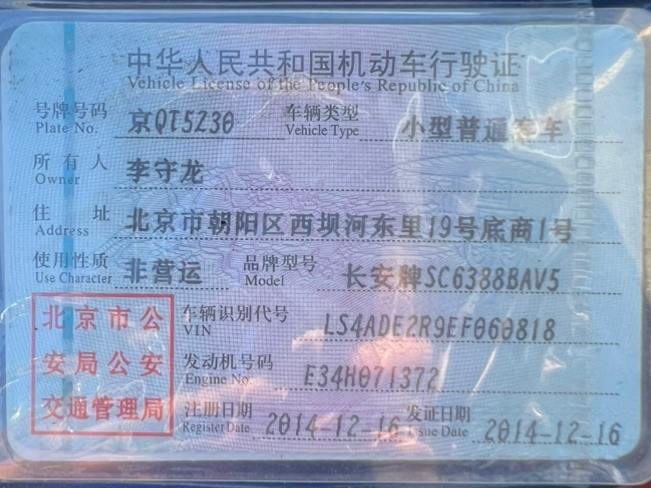 中华人民共和国机动车行驶证
Vehicle License of the People's Republic of China
号牌号码 京QT5Z30 车辆类型 小型普通客车
Plate No. Vehicle Type
所有人 李守龙
Owner
住址 北京市朝阳区西坝河东里19号底商1号
Address
使用性质 非营运 品牌型号 长安牌SC6388BAV5
Use Character Model
北京市公 车辆识别代号 LS4ADE2R9EF060818
VIN
安局公安 发动机号码 E34H071372
Engine No.
交通管理局 注册日期 2014-12-16 发证日期 2014-12-16
Register Date Issue Date